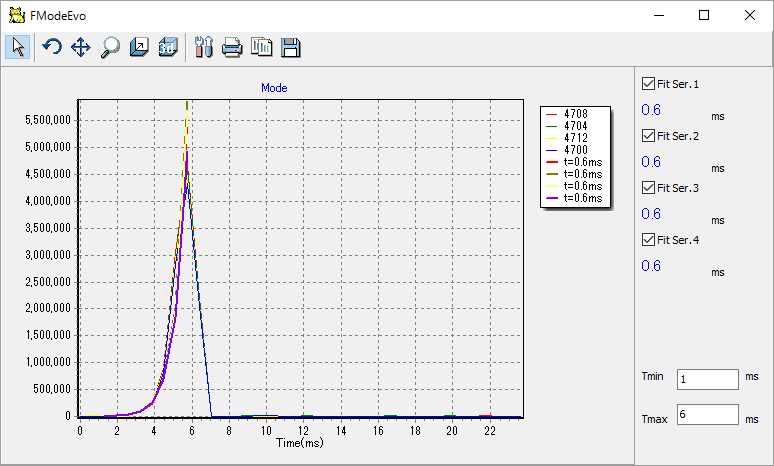 FModeEvo
3d
Mode
5,500,000
5,000,000
4,500,000
4,000,000
3,500,000
3,000,000
2,500,000
2,000,000
1,500,000
1,000,000
500,000
0
0 2 4 6 8 10 12 14 16 18 20 22
Time(ms)
4708
4704
4712
4700
t=0.6ms
t=0.6ms
t=0.6ms
t=0.6ms
Fit Ser.1
0.6 ms
Fit Ser.2
0.6 ms
Fit Ser.3
0.6 ms
Fit Ser.4
0.6 ms
Tmin 1 ms
Tmax 6 ms